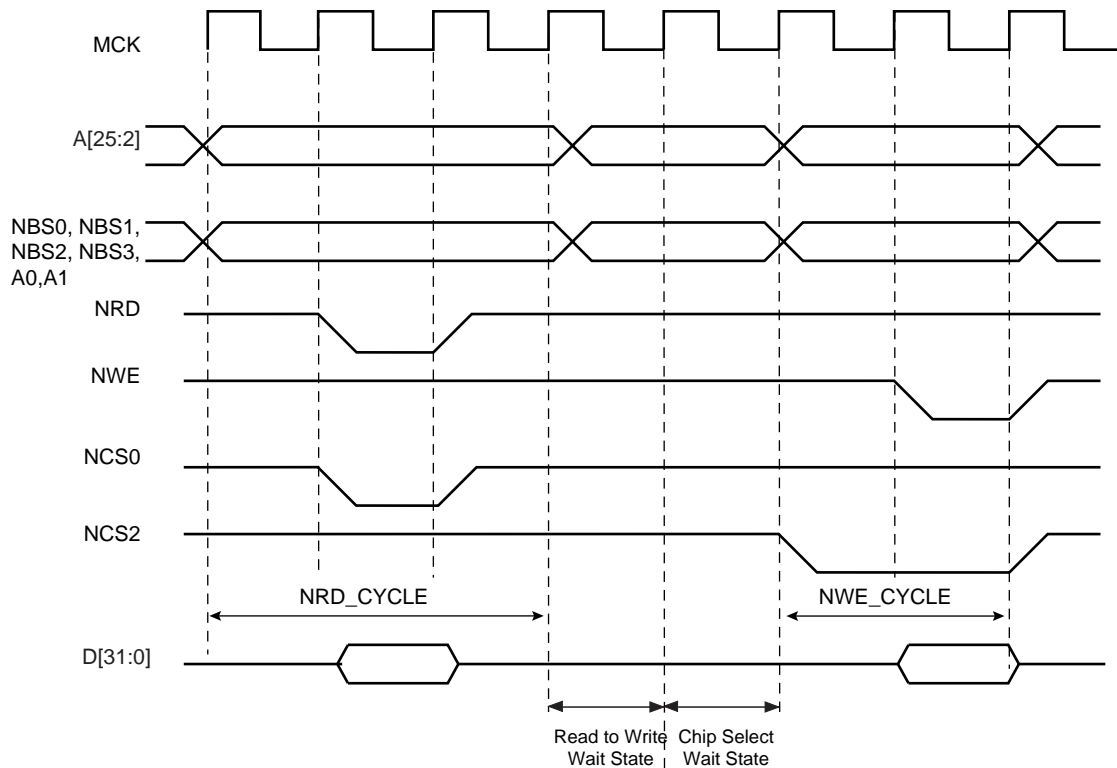 MCK
A[25:2]
NBS0, NBS1,
NBS2, NBS3,
A0,A1
NRD
NWE
NCS0
NCS2
NRD_CYCLE
NWE_CYCLE
D[31:0]
Read to Write
Wait State
Chip Select
Wait State